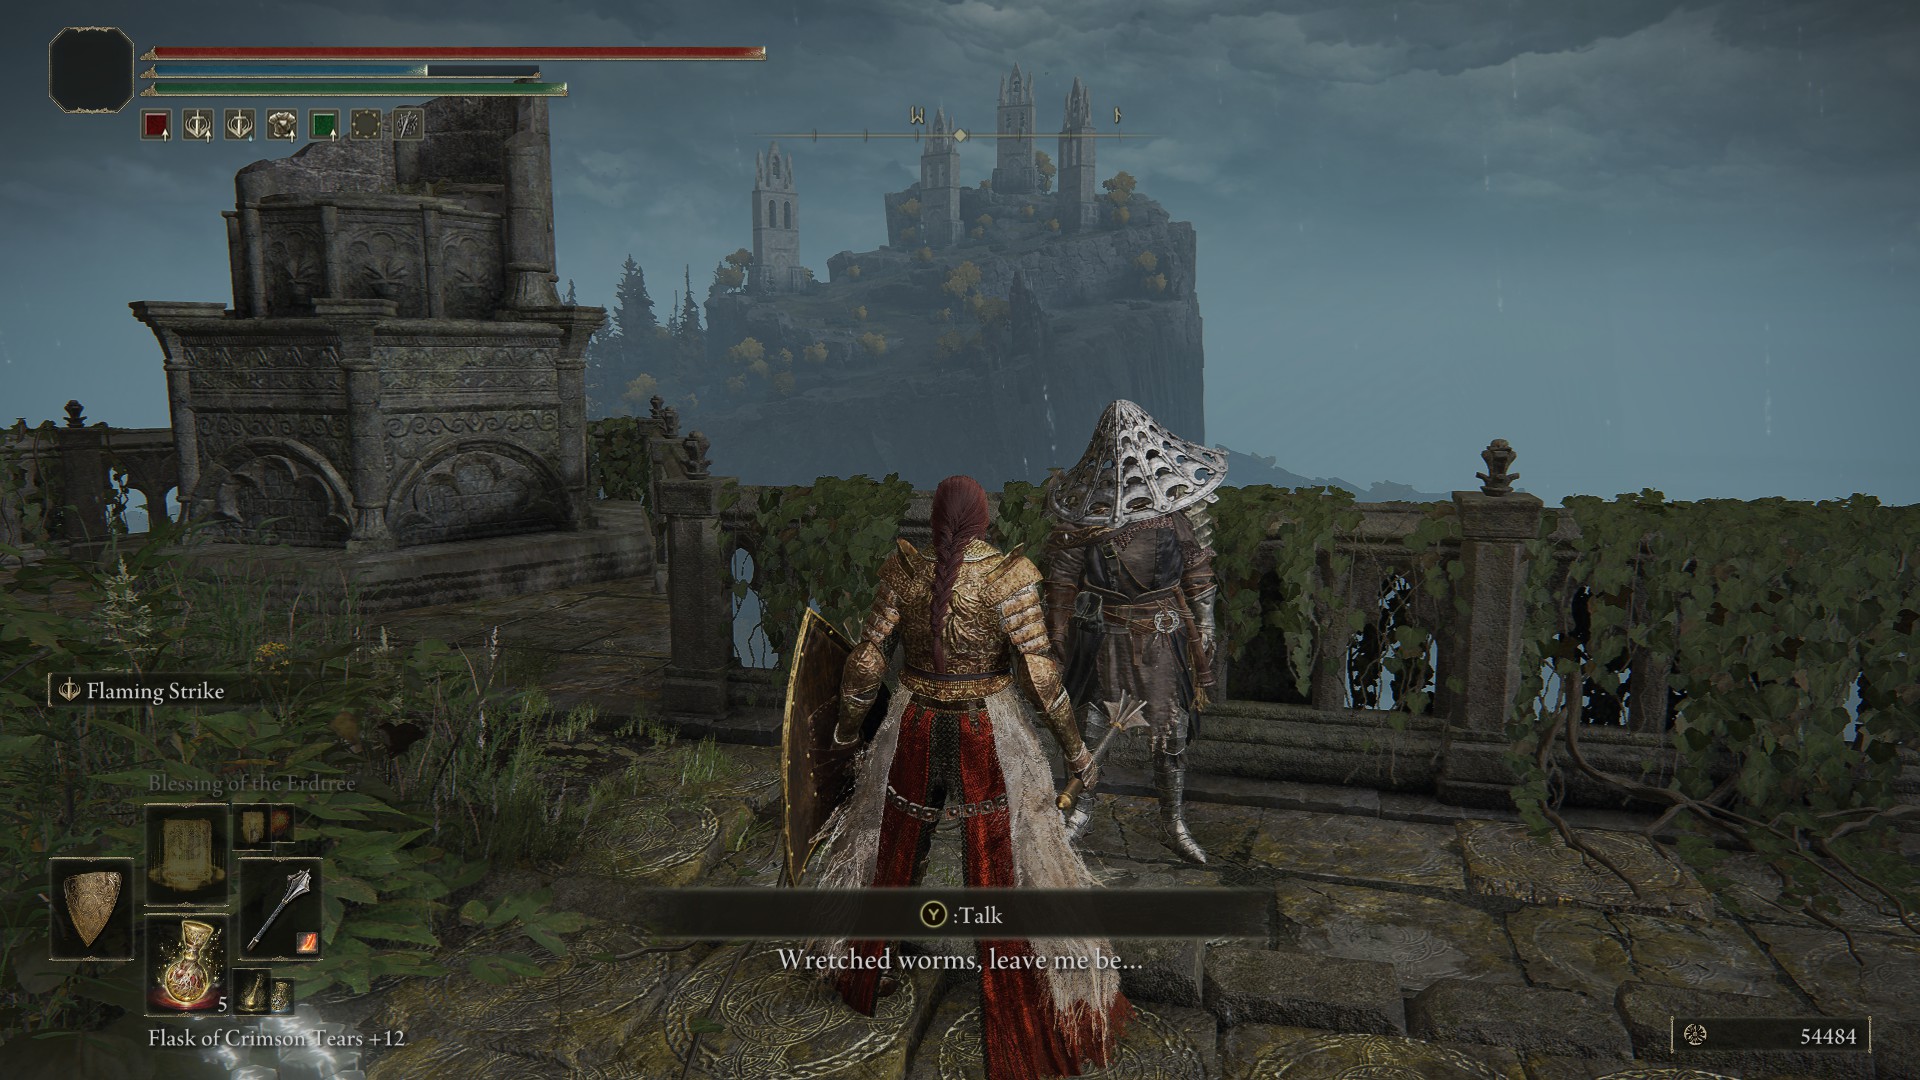 W
Flaming Strike
Blessing of the Erdtree
5
Flask of Crimson Tears +12
Y :Talk
Wretched worms, leave me be...
54484